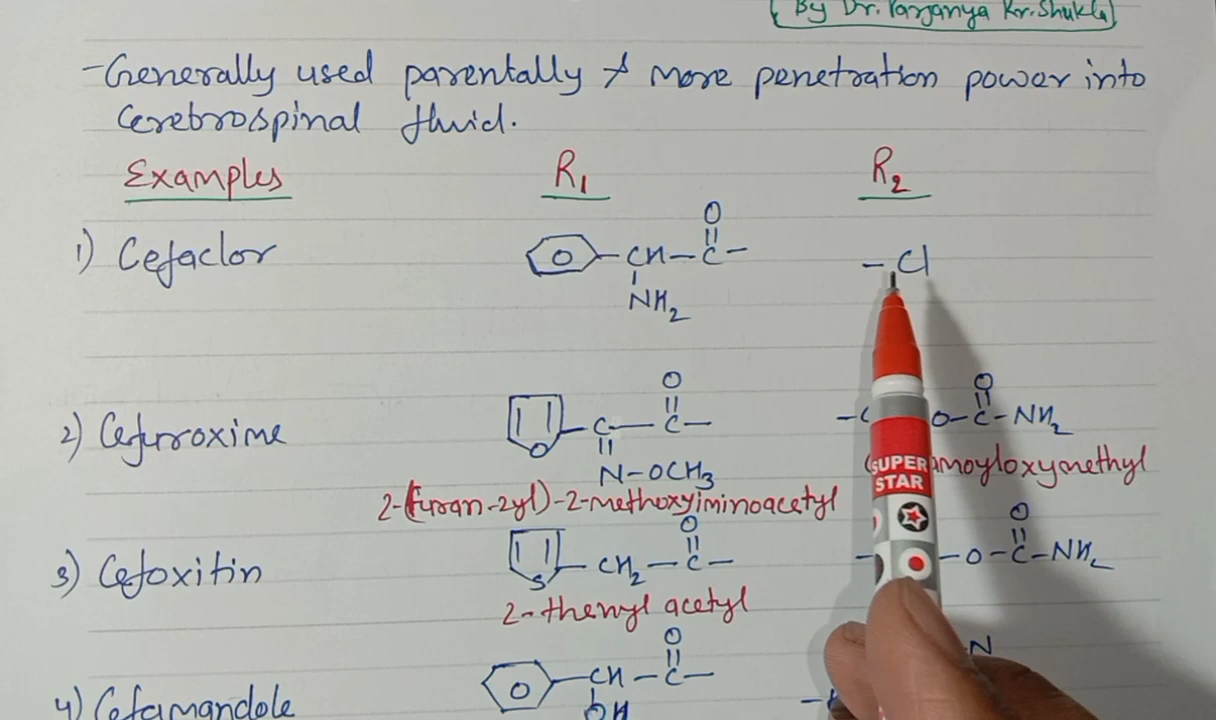 (By Dr. Parjanya Kr. Shukla)
- Generally used parentally & more penetration power into
Cerebrospinal fluid.
Examples R1 R2
O
1) Cefaclor CH-C- -Cl
NH2
O O
2) Cefuroxime C-C- O-C-NH2
O N-OCH3
SUPER STAR
amoyloxymethyl
2-(furan-2yl)-2-methoxyiminoacetyl
O O
3) Cefoxitin S CH2-C- -O-C-NH2
2-thenyl acetyl
O N
4) Cefamandole CH-C-
OH